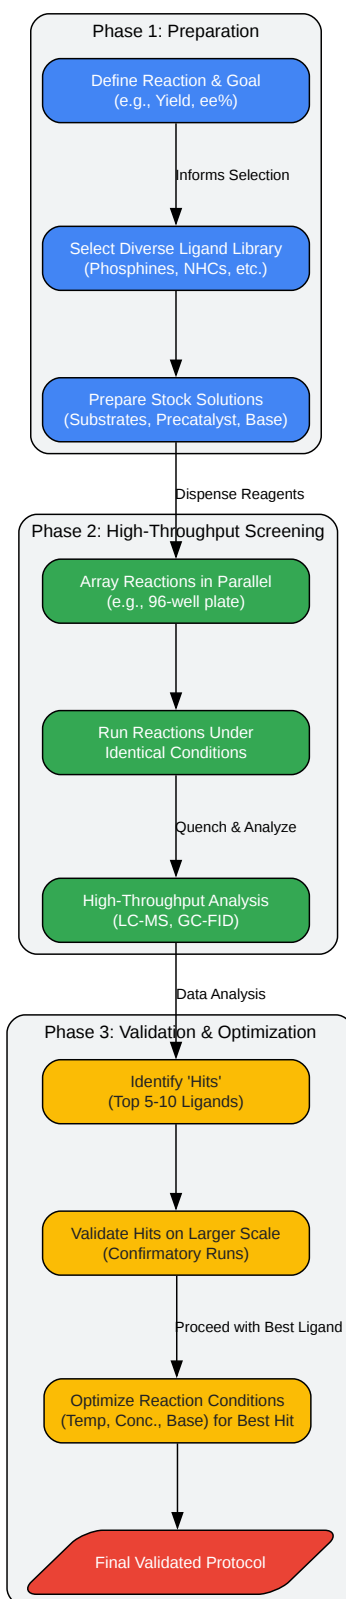 Phase 1: Preparation
Define Reaction & Goal
(e.g., Yield, ee%)
Informs Selection
Select Diverse Ligand Library
(Phosphines, NHCs, etc.)
Prepare Stock Solutions
(Substrates, Precatalyst, Base)
Dispense Reagents
Phase 2: High-Throughput Screening
Array Reactions in Parallel
(e.g., 96-well plate)
Run Reactions Under
Identical Conditions
Quench & Analyze
High-Throughput Analysis
(LC-MS, GC-FID)
Data Analysis
Phase 3: Validation & Optimization
Identify 'Hits'
(Top 5-10 Ligands)
Validate Hits on Larger Scale
(Confirmatory Runs)
Proceed with Best Ligand
Optimize Reaction Conditions
(Temp, Conc., Base) for Best Hit
Final Validated Protocol